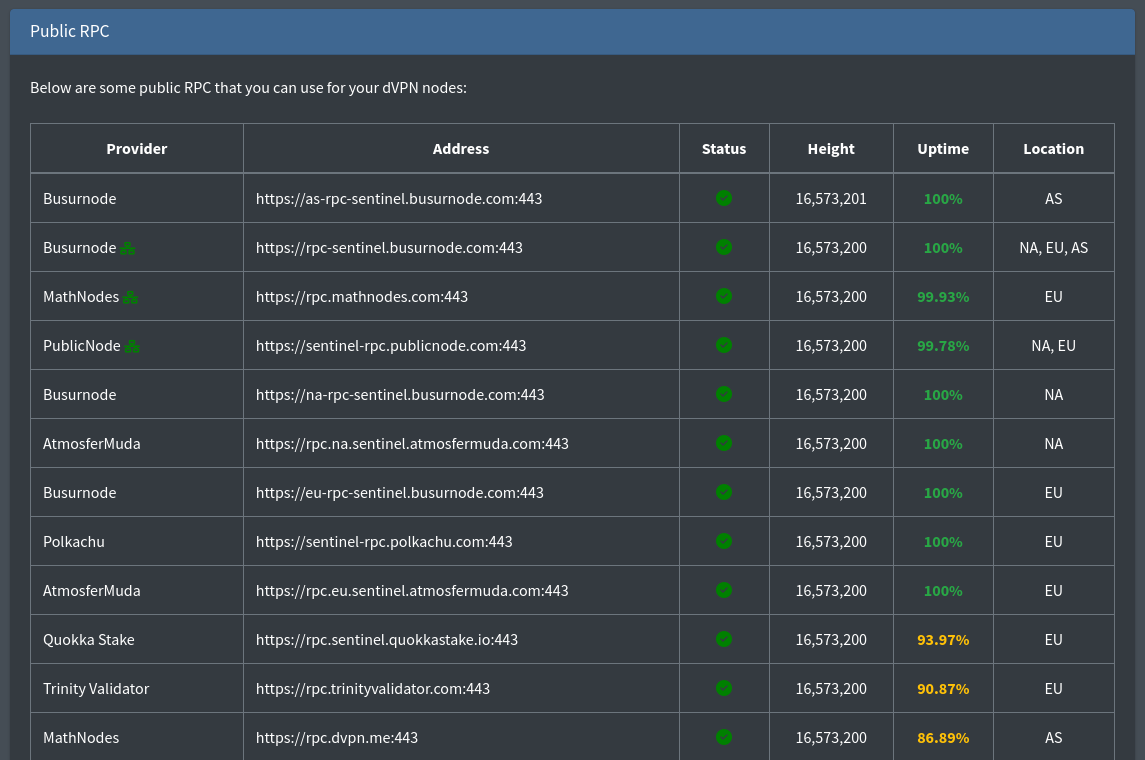 Public RPC
Below are some public RPC that you can use for your dVPN nodes:
Provider Address Status Height Uptime Location
Busurnode https://as-rpc-sentinel.busurnode.com:443 16,573,201 100% AS
Busurnode https://rpc-sentinel.busurnode.com:443 16,573,200 100% NA, EU, AS
MathNodes https://rpc.mathnodes.com:443 16,573,200 99.93% EU
PublicNode https://sentinel-rpc.publicnode.com:443 16,573,200 99.78% NA, EU
Busurnode https://na-rpc-sentinel.busurnode.com:443 16,573,200 100% NA
AtmosferMuda https://rpc.na.sentinel.atmosfermuda.com:443 16,573,200 100% NA
Busurnode https://eu-rpc-sentinel.busurnode.com:443 16,573,200 100% EU
Polkachu https://sentinel-rpc.polkachu.com:443 16,573,200 100% EU
AtmosferMuda https://rpc.eu.sentinel.atmosfermuda.com:443 16,573,200 100% EU
Quokka Stake https://rpc.sentinel.quokkastake.io:443 16,573,200 93.97% EU
Trinity Validator https://rpc.trinityvalidator.com:443 16,573,200 90.87% EU
MathNodes https://rpc.dvpn.me:443 16,573,200 86.89% AS